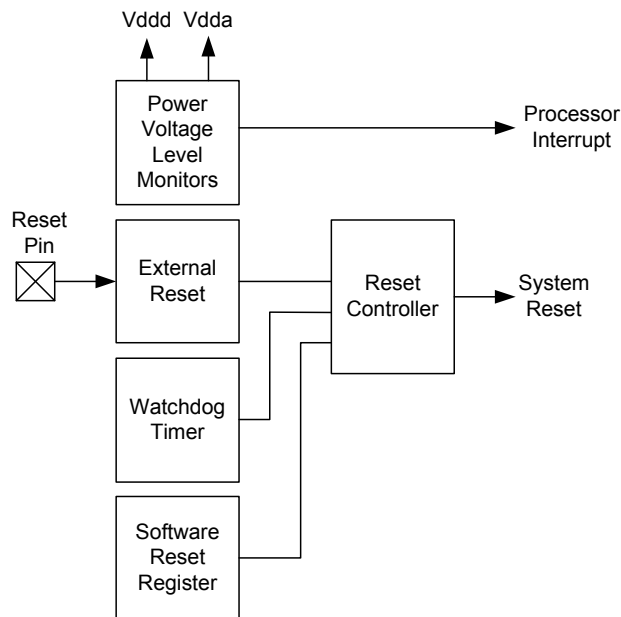 Vddd
Vdda
Power
Voltage
Level
Monitors
Processor
Interrupt
Reset
Pin
External
Reset
Reset
Controller
System
Reset
Watchdog
Timer
Software
Reset
Register